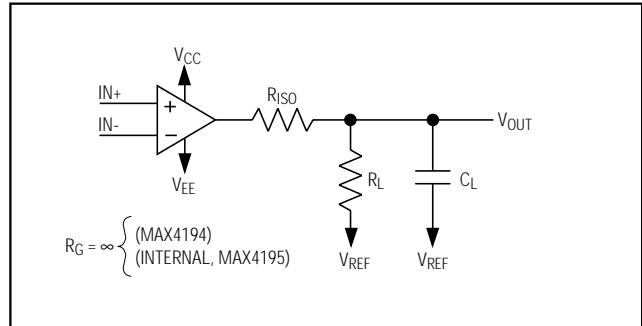 VCC
IN+
RISO
+
VOUT
IN-
−
VEE
RL
CL
RG = ∞ { (MAX4194)
(INTERNAL, MAX4195)
VREF
VREF